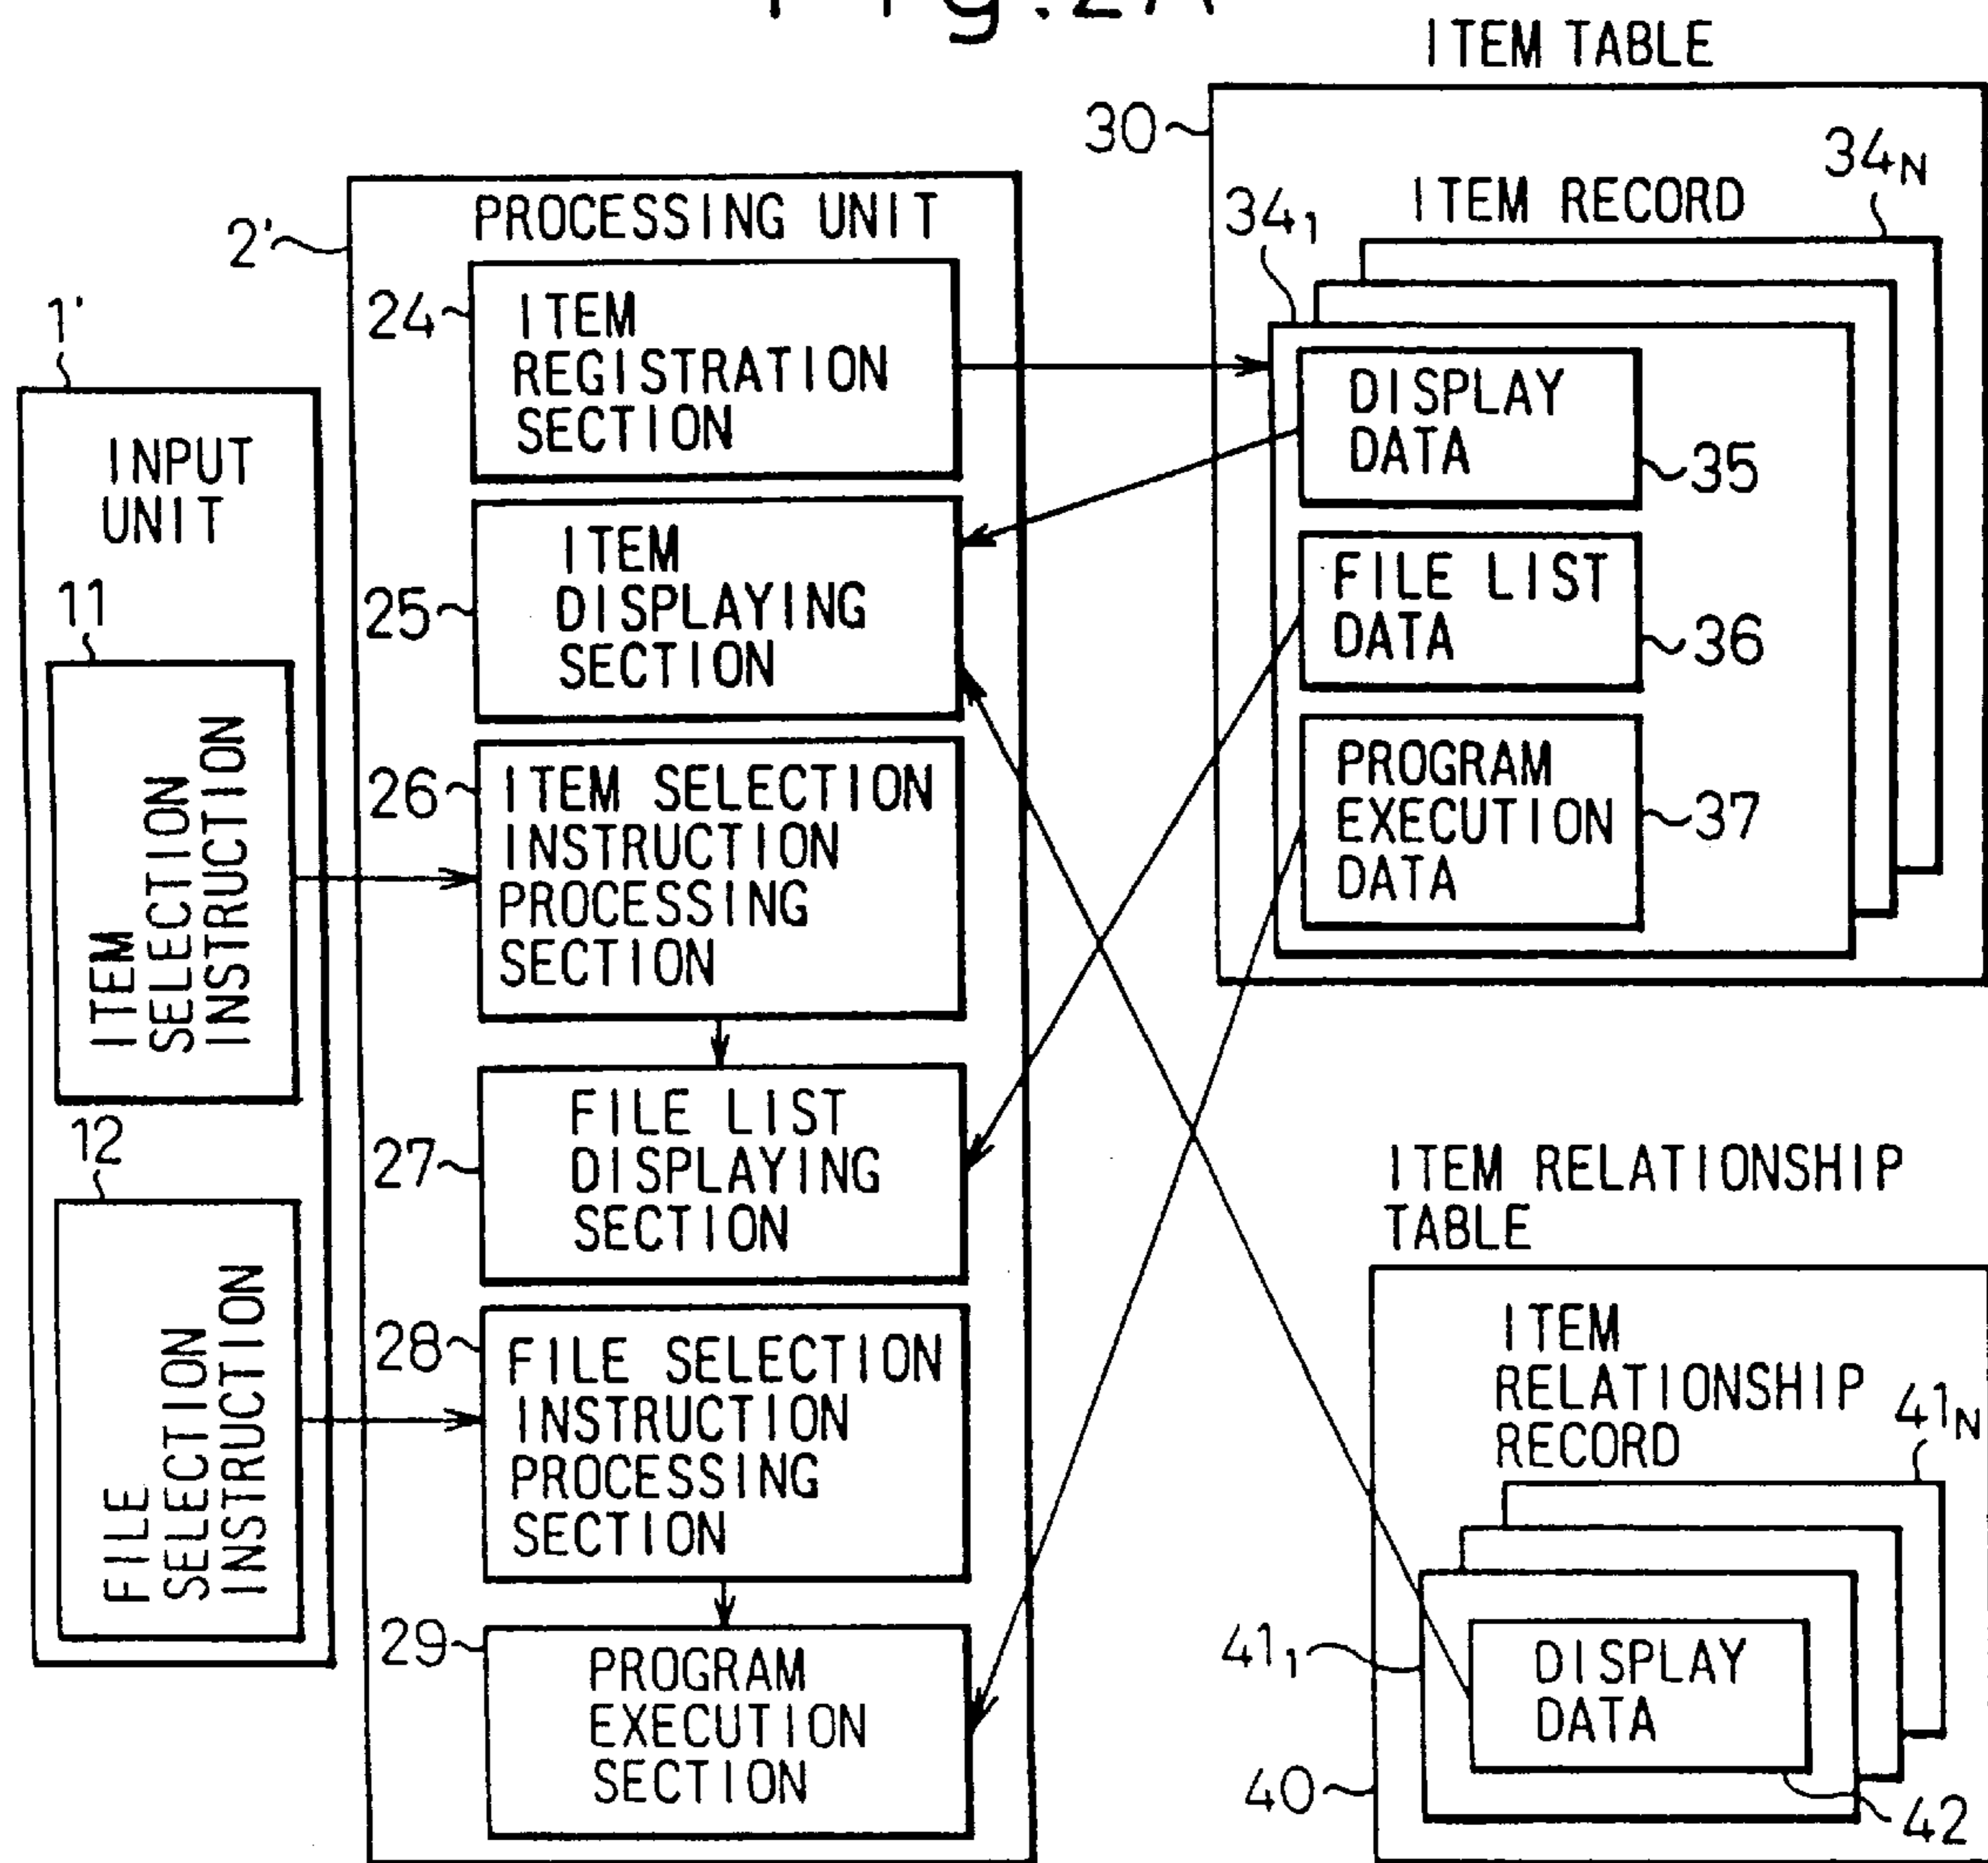 Fig.2A
ITEM TABLE
30
34N
ITEM RECORD
341
DISPLAY
DATA
35
FILE LIST
DATA
36
PROGRAM
EXECUTION
DATA
37
2'
PROCESSING UNIT
24
ITEM
REGISTRATION
SECTION
25
ITEM
DISPLAYING
SECTION
26
ITEM SELECTION
INSTRUCTION
PROCESSING
SECTION
27
FILE LIST
DISPLAYING
SECTION
28
FILE SELECTION
INSTRUCTION
PROCESSING
SECTION
29
PROGRAM
EXECUTION
SECTION
1'
INPUT
UNIT
11
ITEM
SELECTION
INSTRUCTION
12
FILE
SELECTION
INSTRUCTION
ITEM RELATIONSHIP
TABLE
ITEM
RELATIONSHIP
RECORD
41N
411
DISPLAY
DATA
40
42